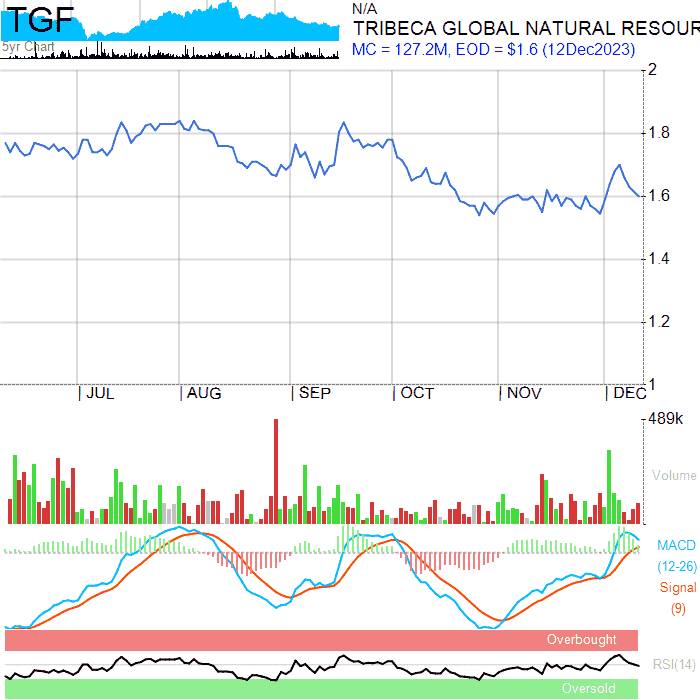 TGF
5yr Chart
N/A
TRIBECA GLOBAL NATURAL RESOUR
MC = 127.2M, EOD = $1.6 (12Dec2023)
2
1.8
1.6
1.4
1.2
1
| JUL
| AUG
| SEP
| OCT
| NOV
| DEC
489k
Volume
MACD
(12-26)
Signal
(9)
Overbought
RSI(14)
Oversold